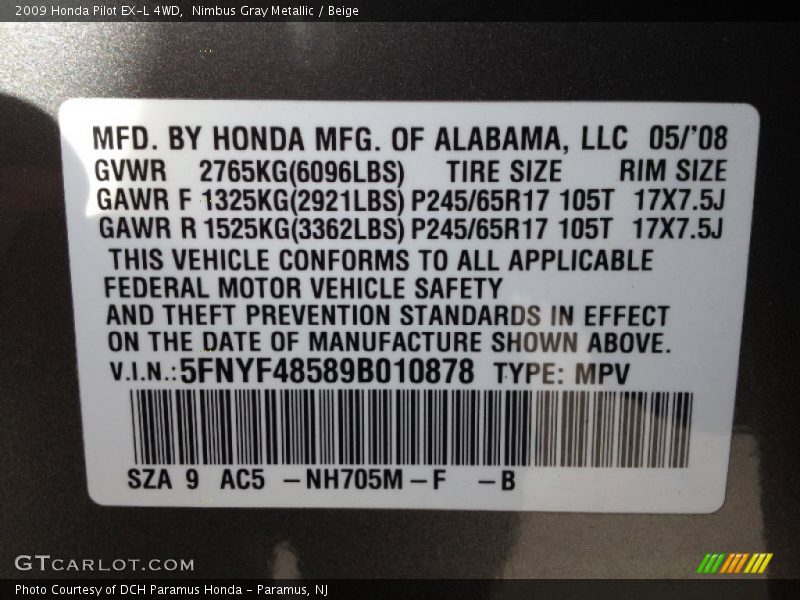 2009 Honda Pilot EX-L 4WD,  Nimbus Gray Metallic / Beige
MFD. BY HONDA MFG. OF ALABAMA, LLC 05/'08
GVWR 2765KG(6096LBS) TIRE SIZE RIM SIZE
GAWR F 1325KG(2921LBS) P245/65R17 105T 17X7.5J
GAWR R 1525KG(3362LBS) P245/65R17 105T 17X7.5J
THIS VEHICLE CONFORMS TO ALL APPLICABLE
FEDERAL MOTOR VEHICLE SAFETY
AND THEFT PREVENTION STANDARDS IN EFFECT
ON THE DATE OF MANUFACTURE SHOWN ABOVE.
V.I.N.:5FNYF48589B010878 TYPE: MPV
SZA 9 AC5 -NH705M-F -B
GTCARLOT.COM
Photo Courtesy of DCH Paramus Honda - Paramus, NJ